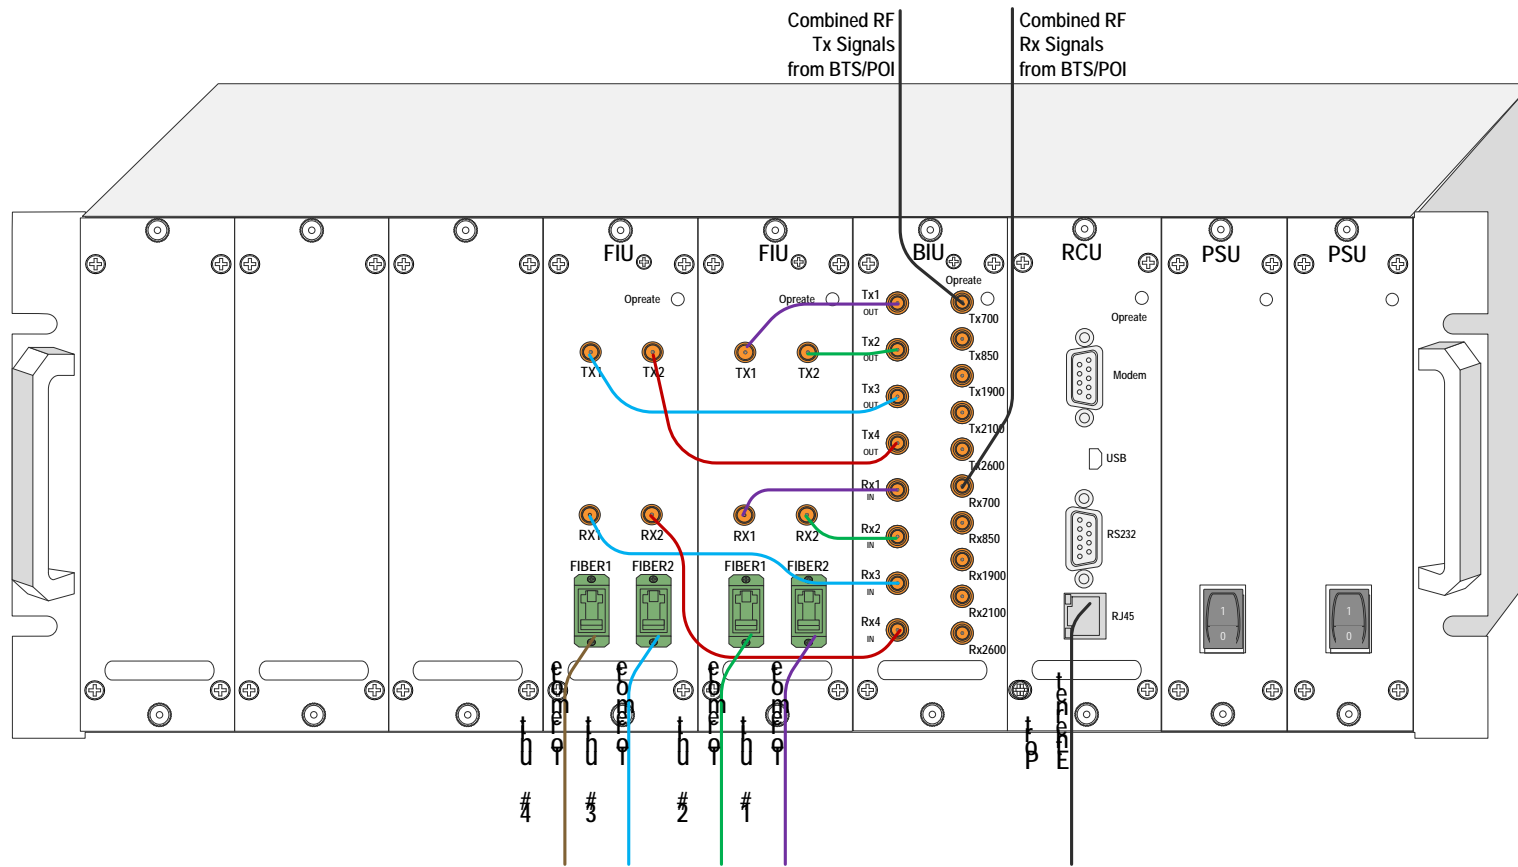 Combined RF
Tx Signals
from BTS/POI
Combined RF
Rx Signals
from BTS/POI
FIU
FIU
BIU
RCU
PSU
PSU
Opreate
Opreate
Opreate
Opreate
TX1
TX2
TX1
TX2
RX1
RX2
RX1
RX2
FIBER1
FIBER2
FIBER1
FIBER2
Tx1
OUT
Tx2
OUT
Tx3
OUT
Tx4
OUT
Rx1
IN
Rx2
IN
Rx3
IN
Rx4
IN
Tx700
Tx850
Tx1900
Tx2100
Tx2600
Rx700
Rx850
Rx1900
Rx2100
Rx2600
Modem
USB
RS232
RJ45
1
0
1
0
#4
#3
#2
#1